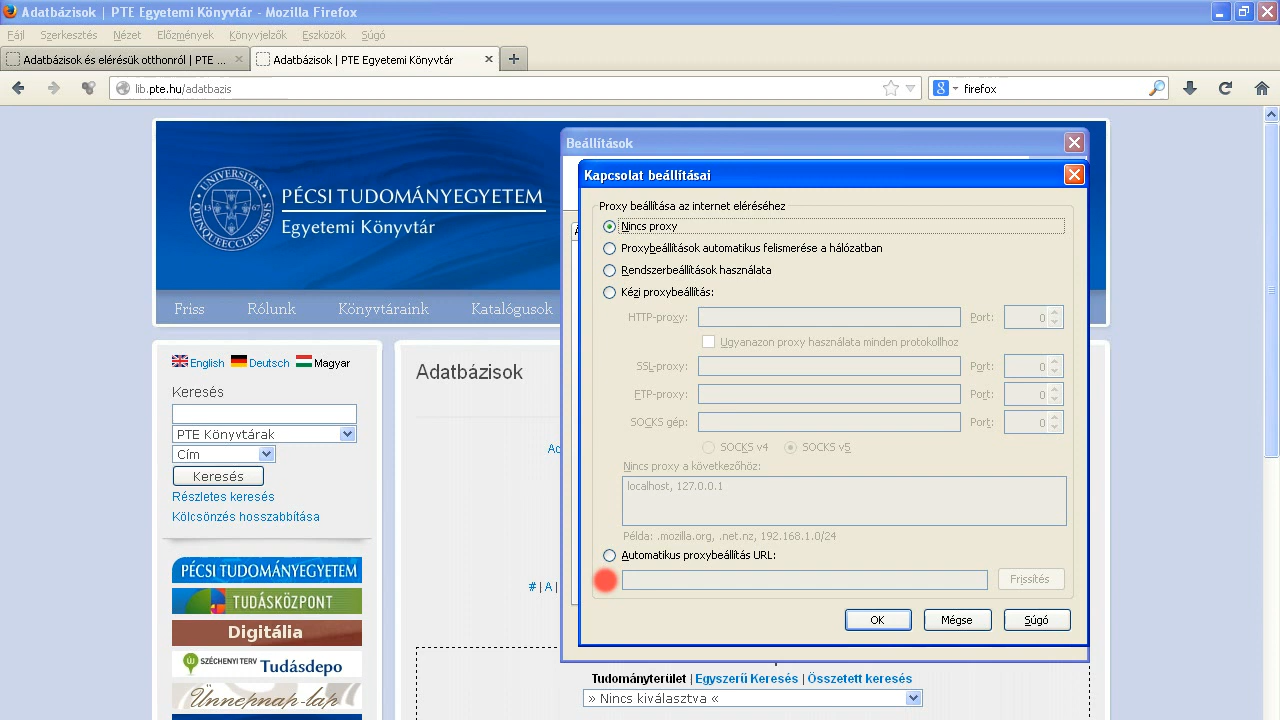 Adatbázisok | PTE Egyetemi Könyvtár - Mozilla Firefox
Fájl Szerkesztés Nézet Előzmények Könyvjelzők Eszközök Súgó
Adatbázisok és elérésük otthonról | PTE ... Adatbázisok | PTE Egyetemi Könyvtár
lib.pte.hu/adatbazis firefox
UNIVERSITAS QUINQUEECCLESIENSIS 1367
PÉCSI TUDOMÁNYEGYETEM
Egyetemi Könyvtár
Friss Rólunk Könyvtáraink Katalógusok
English Deutsch Magyar
Keresés
PTE Könyvtárak
Cím
Keresés
Részletes keresés
Kölcsönzés hosszabbítása
PÉCSI TUDOMÁNYEGYETEM
TUDÁSKÖZPONT
Digitália
ÚJ SZÉCHENYI TERV Tudásdepo
Ünnepnap-lap
Adatbázisok
# | A |
Beállítások
Kapcsolat beállításai
Proxy beállítása az internet eléréséhez
Nincs proxy
Proxybeállítások automatikus felismerése a hálózatban
Rendszerbeállítások használata
Kézi proxybeállítás:
HTTP-proxy: Port: 0
Ugyanazon proxy használata minden protokollhoz
SSL-proxy: Port: 0
FTP-proxy: Port: 0
SOCKS gép: Port: 0
SOCKS v4 SOCKS v5
Nincs proxy a következőhöz:
localhost, 127.0.0.1
Példa: .mozilla.org, .net.nz, 192.168.1.0/24
Automatikus proxybeállítás URL:
Frissítés
OK Mégse Súgó
Tudományterület | Egyszerű Keresés | Összetett keresés
» Nincs kiválasztva «